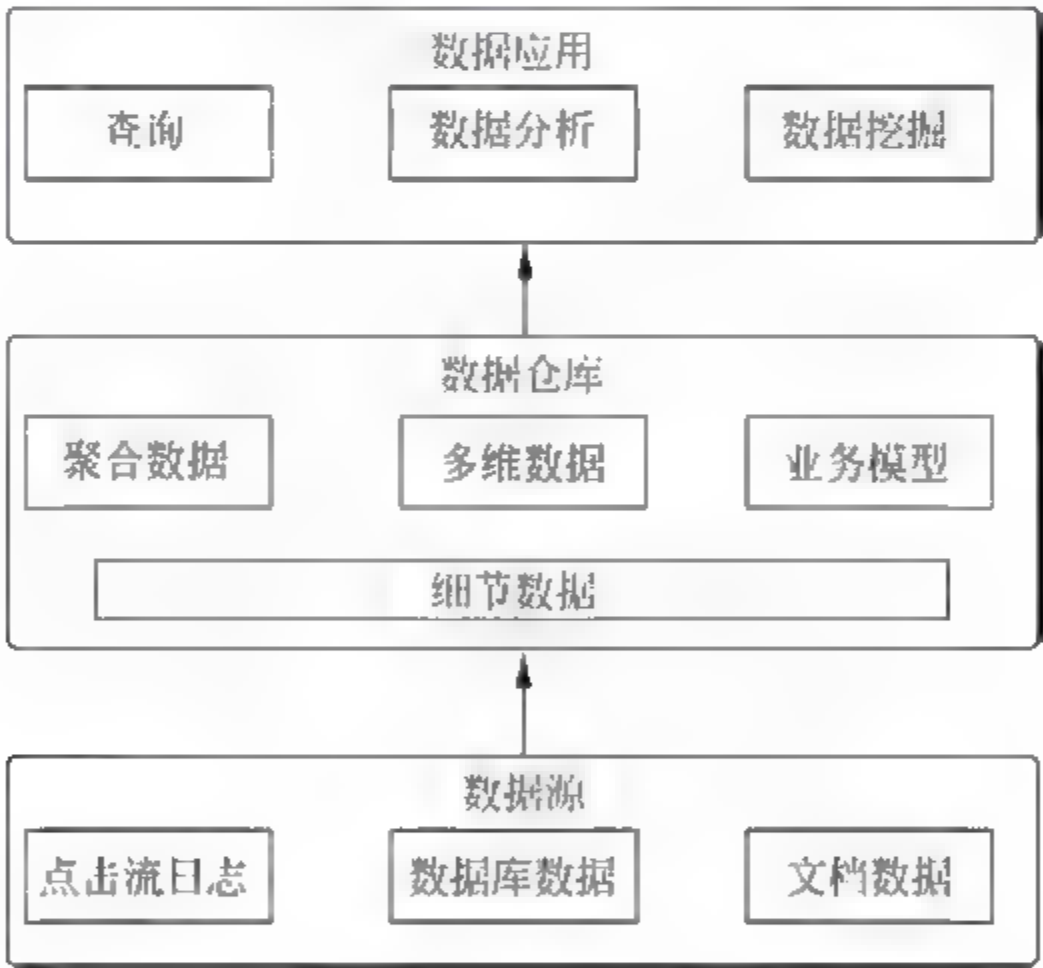 数据应用
查询
数据分析
数据挖掘
数据仓库
聚合数据
多维数据
业务模型
细节数据
数据源
点击流日志
数据库数据
文档数据